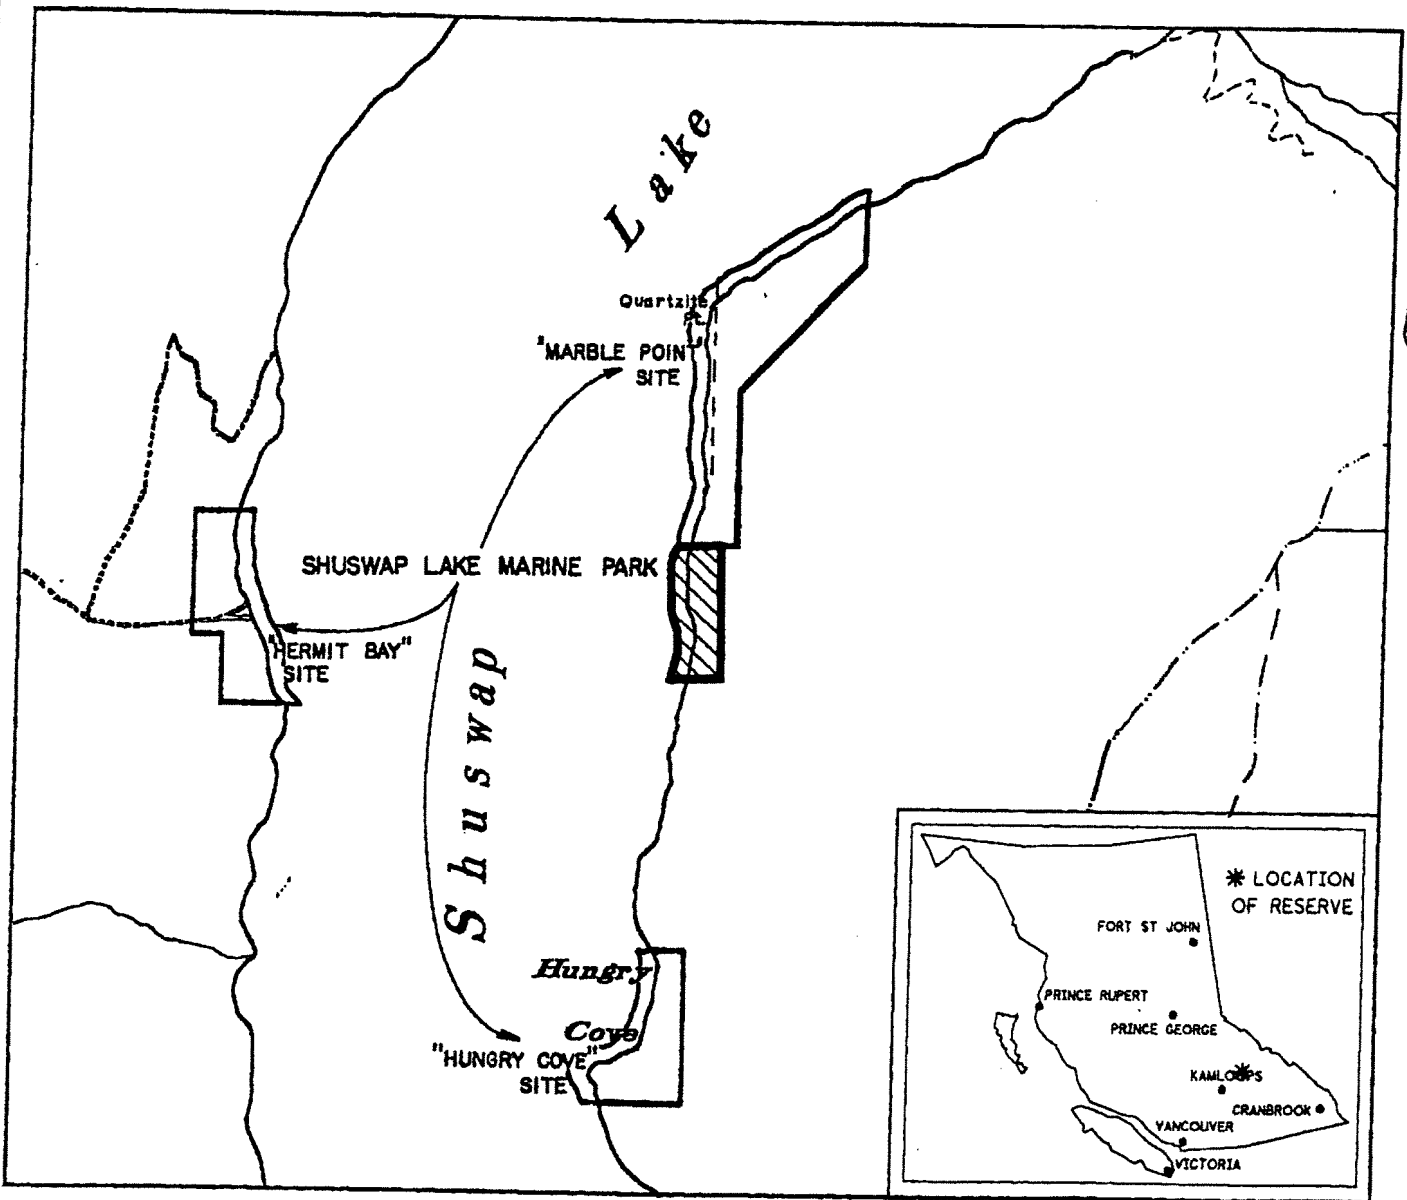 Lake
Quartzite
Pt.
"MARBLE POIN
SITE
SHUSWAP LAKE MARINE PARK
"HERMIT BAY"
SITE
Shuswap
Hungry
Cove
"HUNGRY COVE"
SITE
LOCATION
OF RESERVE
FORT ST JOHN
PRINCE RUPERT
PRINCE GEORGE
KAMLOOPS
CRANBROOK
VANCOUVER
VICTORIA